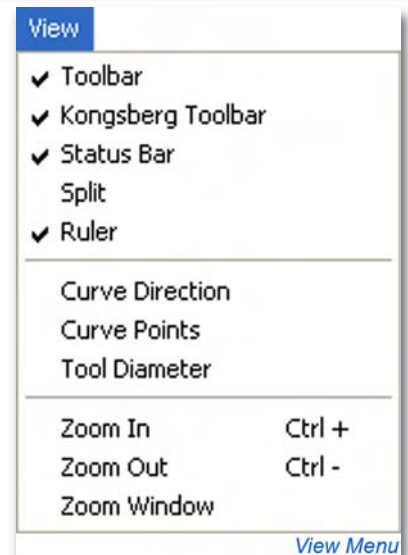 View
Toolbar
Kongsberg Toolbar
Status Bar
Split
Ruler
Curve Direction
Curve Points
Tool Diameter
Zoom In Ctrl +
Zoom Out Ctrl -
Zoom Window
View Menu